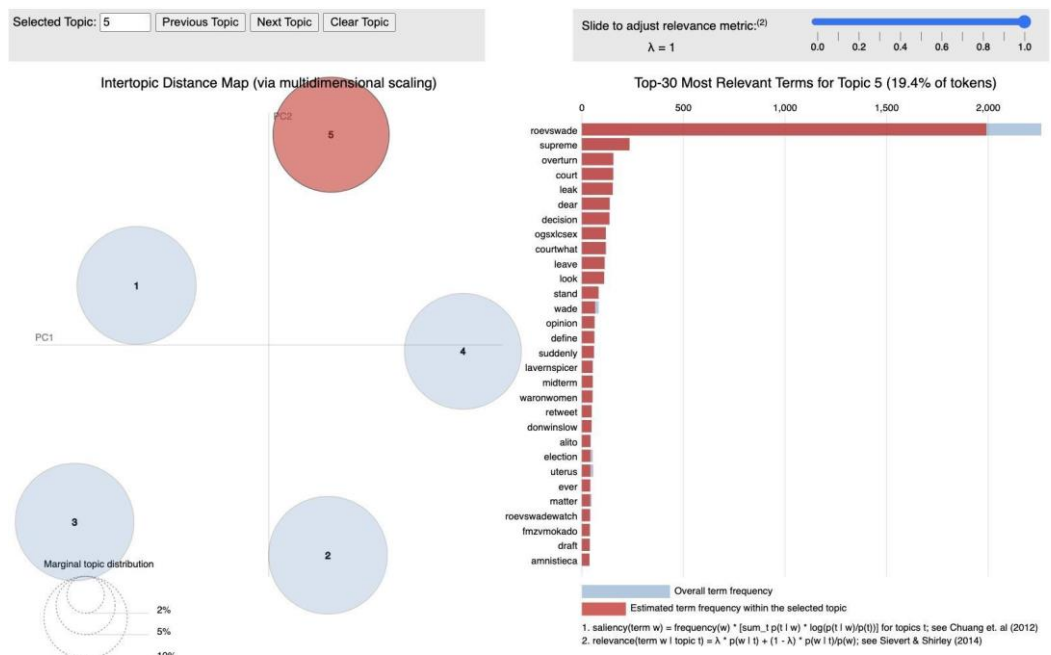 Selected Topic: 5 Previous Topic Next Topic Clear Topic
Slide to adjust relevance metric:(2)
λ = 1
0.0 0.2 0.4 0.6 0.8 1.0
Intertopic Distance Map (via multidimensional scaling)
PC2
5
1
PC1
4
3
2
Marginal topic distribution
2%
5%
10%
Top-30 Most Relevant Terms for Topic 5 (19.4% of tokens)
0 500 1,000 1,500 2,000
roevswade
supreme
overturn
court
leak
dear
decision
ogsxlcsex
courtwhat
leave
look
stand
wade
opinion
define
suddenly
lavernspicer
midterm
waronwomen
retweet
donwinslow
alito
election
uterus
ever
matter
roevswadewatch
fmzvmokado
draft
amnistieca
Overall term frequency
Estimated term frequency within the selected topic
1. saliency(term w) = frequency(w) * [sum_t p(t | w) * log(p(t | w)/p(t))] for topics t; see Chuang et. al (2012)
2. relevance(term w | topic t) = λ * p(w | t) + (1 - λ) * p(w | t)/p(w); see Sievert & Shirley (2014)